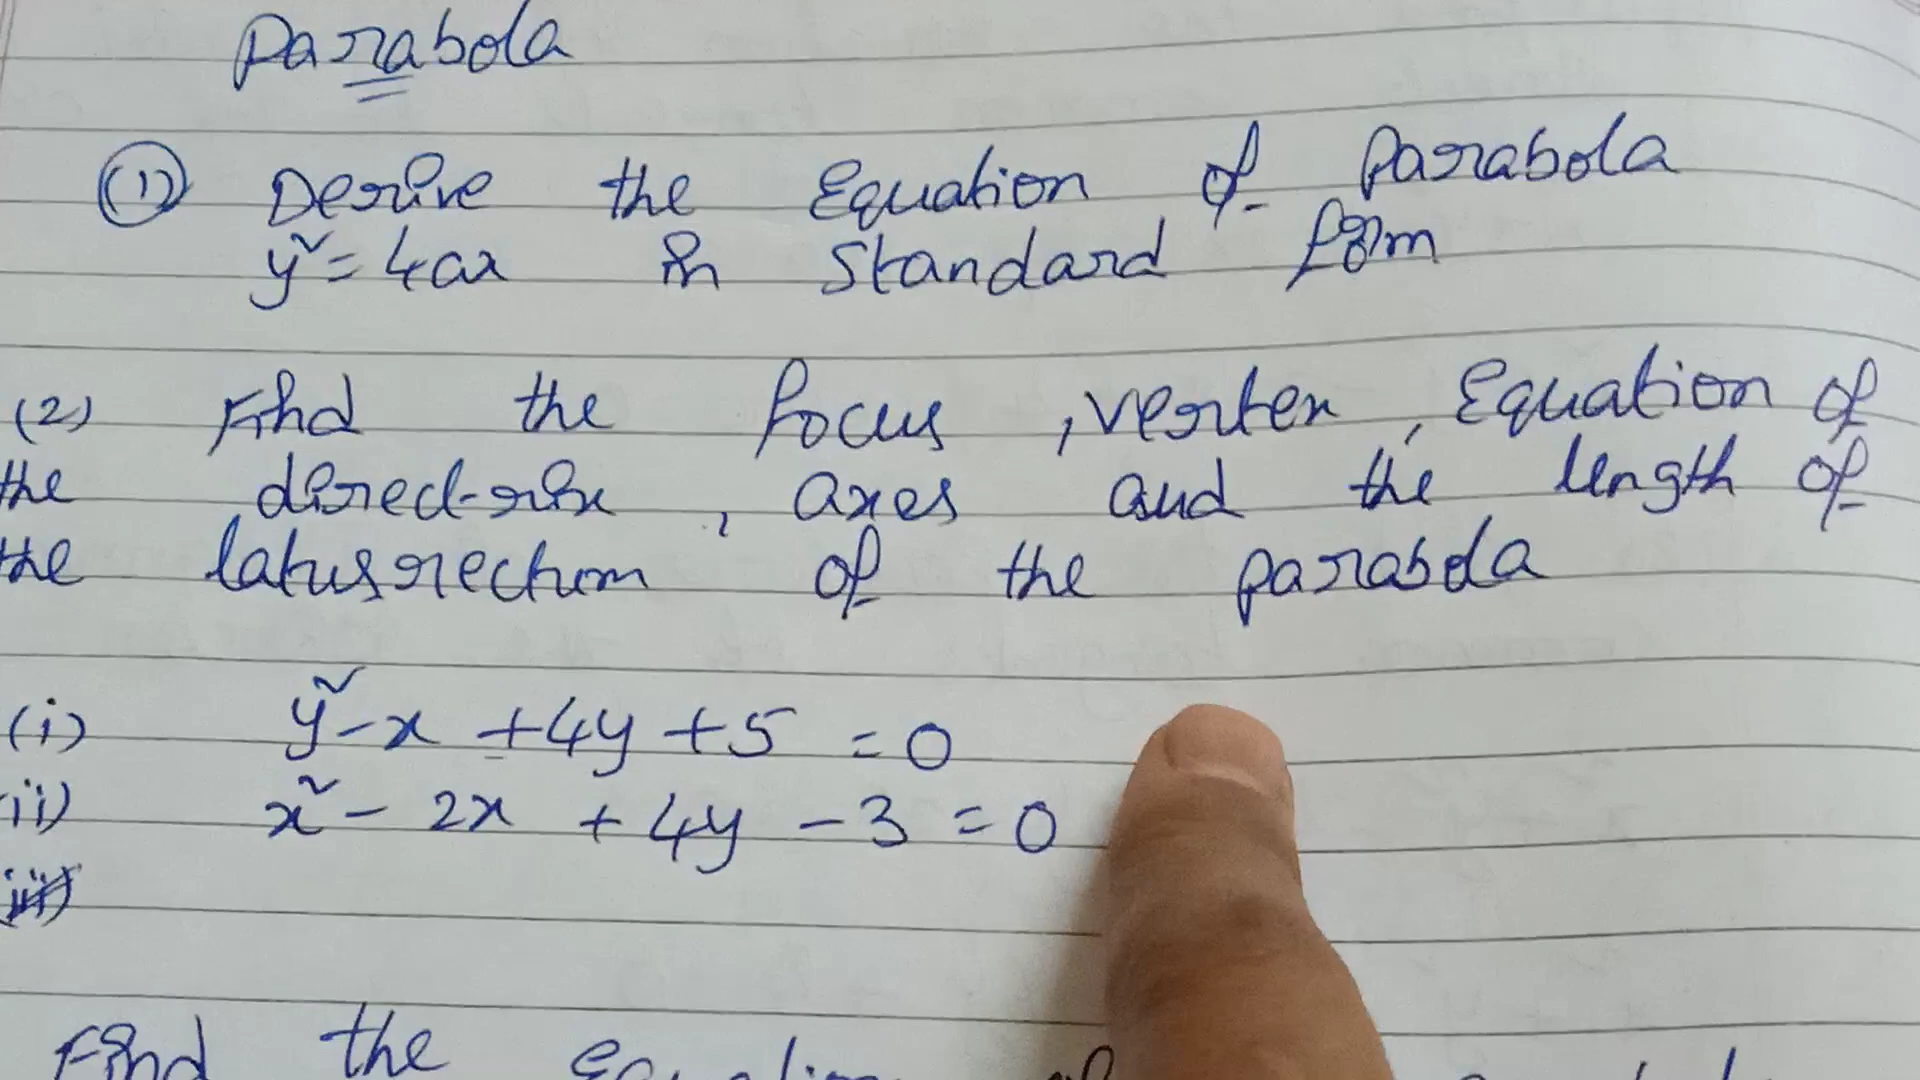 Parabola
(1) Derive the Equation of Parabola
y² = 4ax in Standard form
(2) Find the focus, vertex, Equation of
the directrix, axes and the length of
the latusrectum of the parabola
(i) y² - x + 4y + 5 = 0
ii) x² - 2x + 4y - 3 = 0
iii)
Find the Equation of